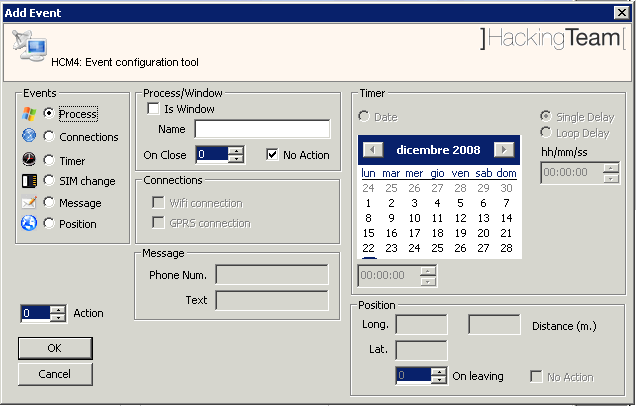 Add Event
]HackingTeam[
HCM4: Event configuration tool
Events
Process
Connections
Timer
SIM change
Message
Position
0 Action
OK
Cancel
Process/Window
Is Window
Name
On Close 0 No Action
Connections
Wifi connection
GPRS connection
Message
Phone Num.
Text
Timer
Date
Single Delay
Loop Delay
hh/mm/ss
00:00:00
dicembre 2008
lun mar mer gio ven sab dom
24 25 26 27 28 29 30
1 2 3 4 5 6 7
8 9 10 11 12 13 14
15 16 17 18 19 20 21
22 23 24 25 26 27 28
00:00:00
Position
Long. Distance (m.)
Lat.
0 On leaving No Action